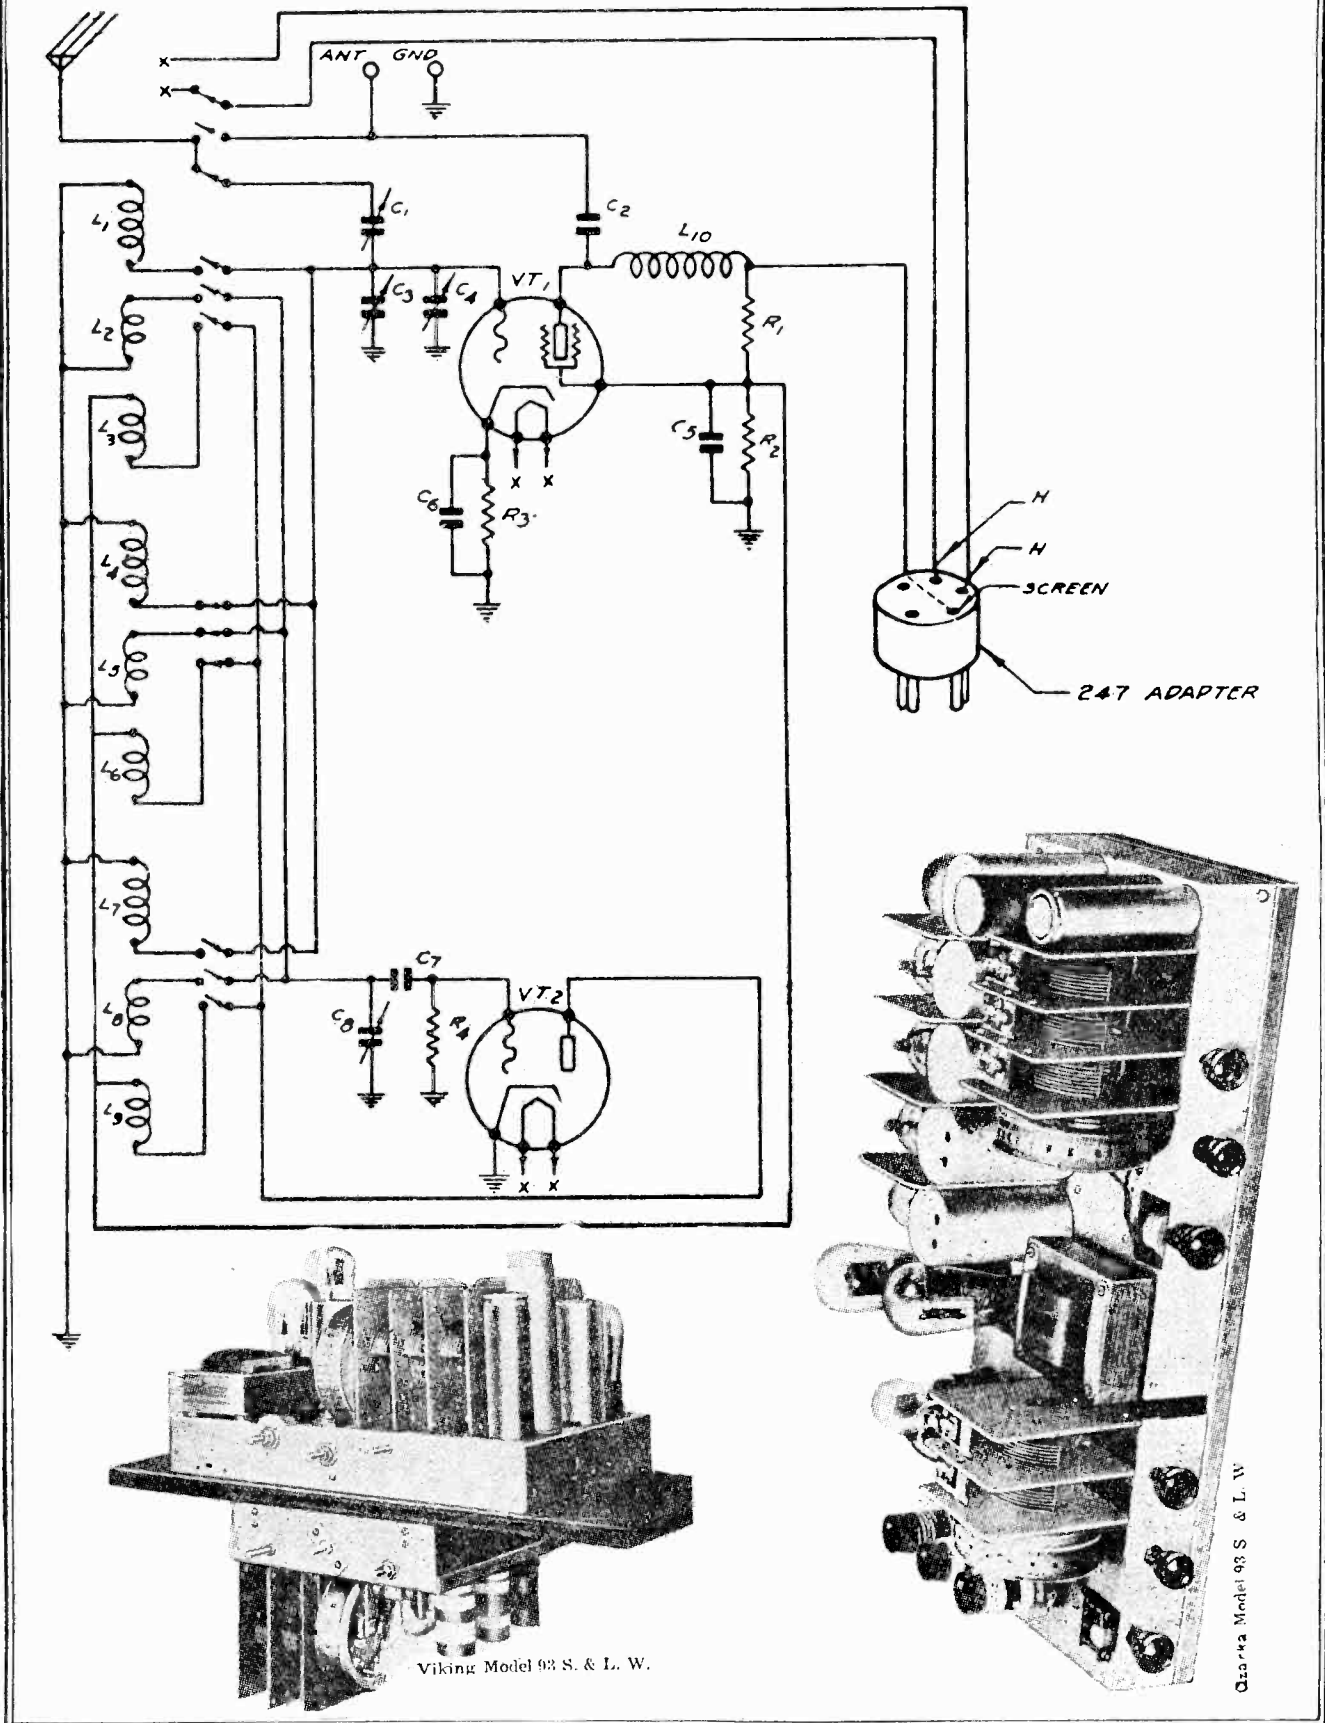 ANT GND
X
X
L1
C1
C2
L10
L2
C3 C4
VT1
R1
L3
C5 R2
X X
C6
R3
H
L4
H
SCREEN
L5
247 ADAPTER
L6
L7
C7
L8
C8
R4
VT2
L9
X X
Viking Model 93 S. & L. W.
Ozarka Model 93 S & L. W